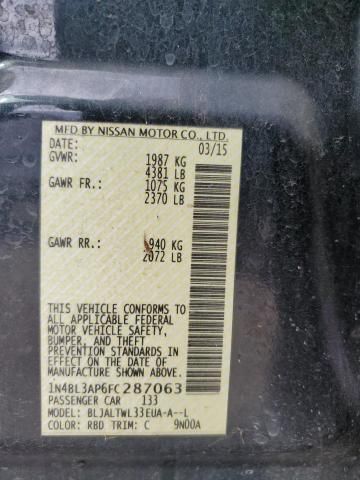 MFD BY NISSAN MOTOR CO., LTD.
DATE: 03/15
GVWR: 1987 KG
4381 LB
GAWR FR.: 1075 KG
2370 LB
GAWR RR.: 940 KG
2072 LB
THIS VEHICLE CONFORMS TO
ALL APPLICABLE FEDERAL
MOTOR VEHICLE SAFETY,
BUMPER, AND THEFT
PREVENTION STANDARDS
IN EFFECT ON THE DATE OF
MANUFACTURE SHOWN ABOVE.
1N4BL3AP6FC287063
PASSENGER CAR 133
MODEL: BLJALTWL33EUA-A--L
COLOR: RBD TRIM: C 9N00A